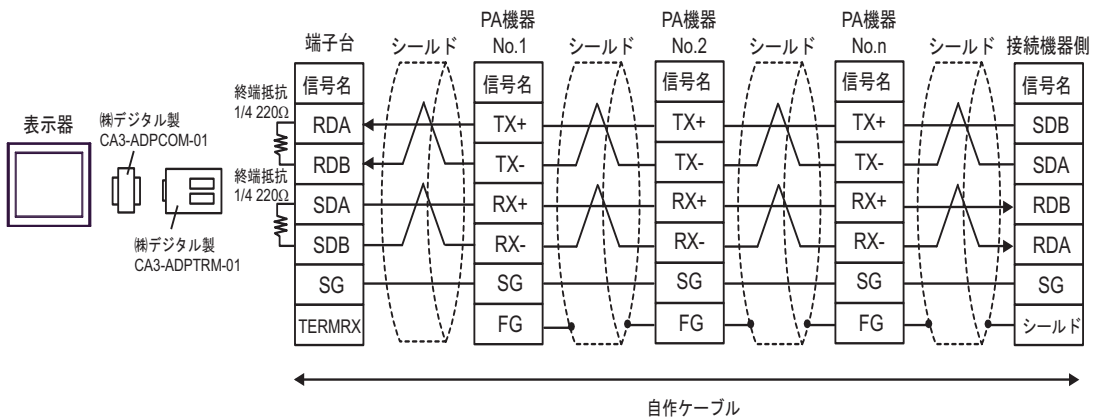 表示器
㈱デジタル製
CA3-ADPCOM-01
㈱デジタル製
CA3-ADPTRM-01
終端抵抗
1/4 220Ω
終端抵抗
1/4 220Ω
端子台
信号名
RDA
RDB
SDA
SDB
SG
TERMRX
シールド
PA機器
No.1
信号名
TX+
TX-
RX+
RX-
SG
FG
シールド
PA機器
No.2
信号名
TX+
TX-
RX+
RX-
SG
FG
シールド
PA機器
No.n
信号名
TX+
TX-
RX+
RX-
SG
FG
シールド
接続機器側
信号名
SDB
SDA
RDB
RDA
SG
シールド
自作ケーブル